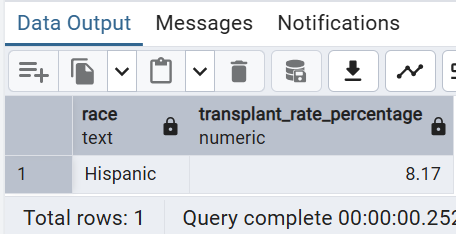 Data Output Messages Notifications
race transplant_rate_percentage
text numeric
1 Hispanic 8.17
Total rows: 1 Query complete 00:00:00.252